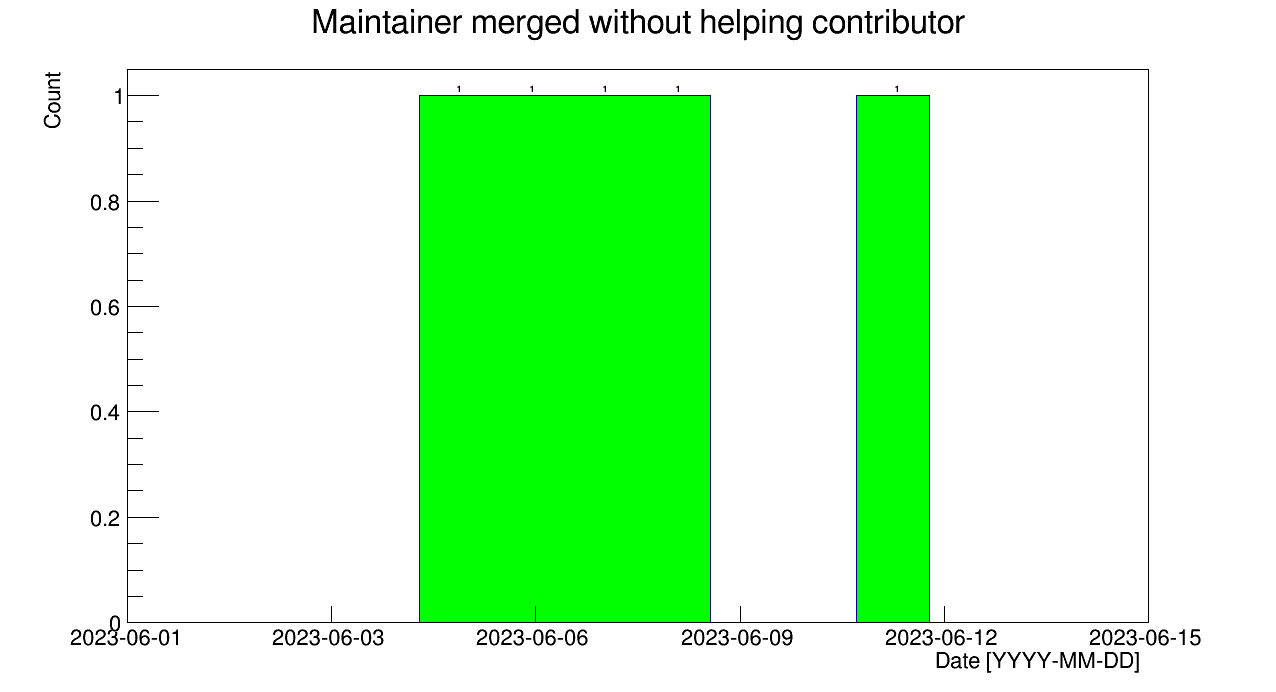 Maintainer merged without helping contributor
Count
1 1 1 1 1
1
0.8
0.6
0.4
0.2
0
2023-06-01 2023-06-03 2023-06-06 2023-06-09 2023-06-12 2023-06-15
Date [YYYY-MM-DD]